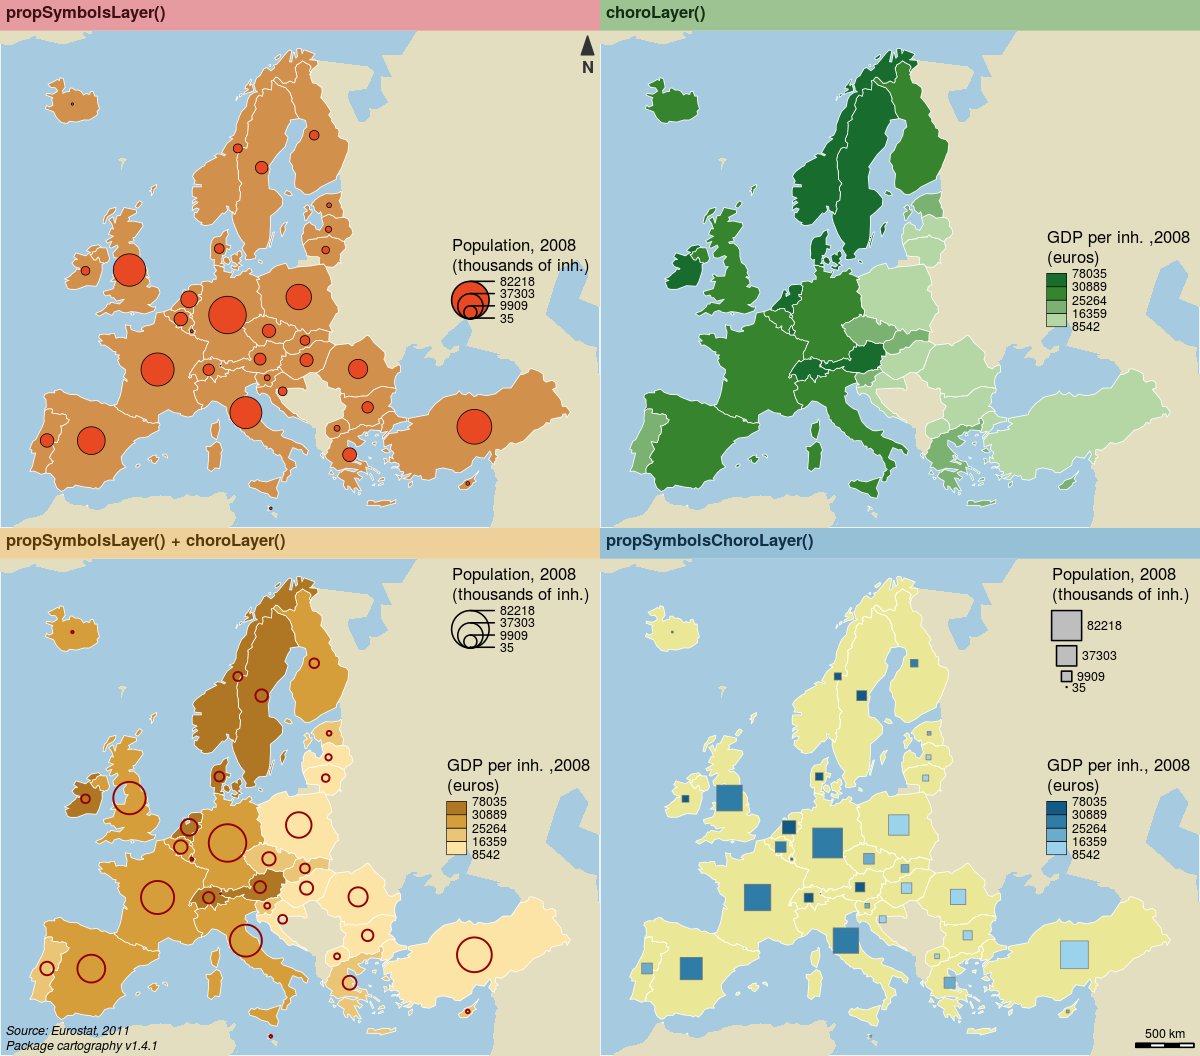 propSymbolsLayer()
N
Population, 2008
(thousands of inh.)
82218
37303
9909
35
choroLayer()
GDP per inh. ,2008
(euros)
78035
30889
25264
16359
8542
propSymbolsLayer() + choroLayer()
Population, 2008
(thousands of inh.)
82218
37303
9909
35
GDP per inh. ,2008
(euros)
78035
30889
25264
16359
8542
Source: Eurostat, 2011
Package cartography v1.4.1
propSymbolsChoroLayer()
Population, 2008
(thousands of inh.)
82218
37303
9909
35
GDP per inh., 2008
(euros)
78035
30889
25264
16359
8542
500 km